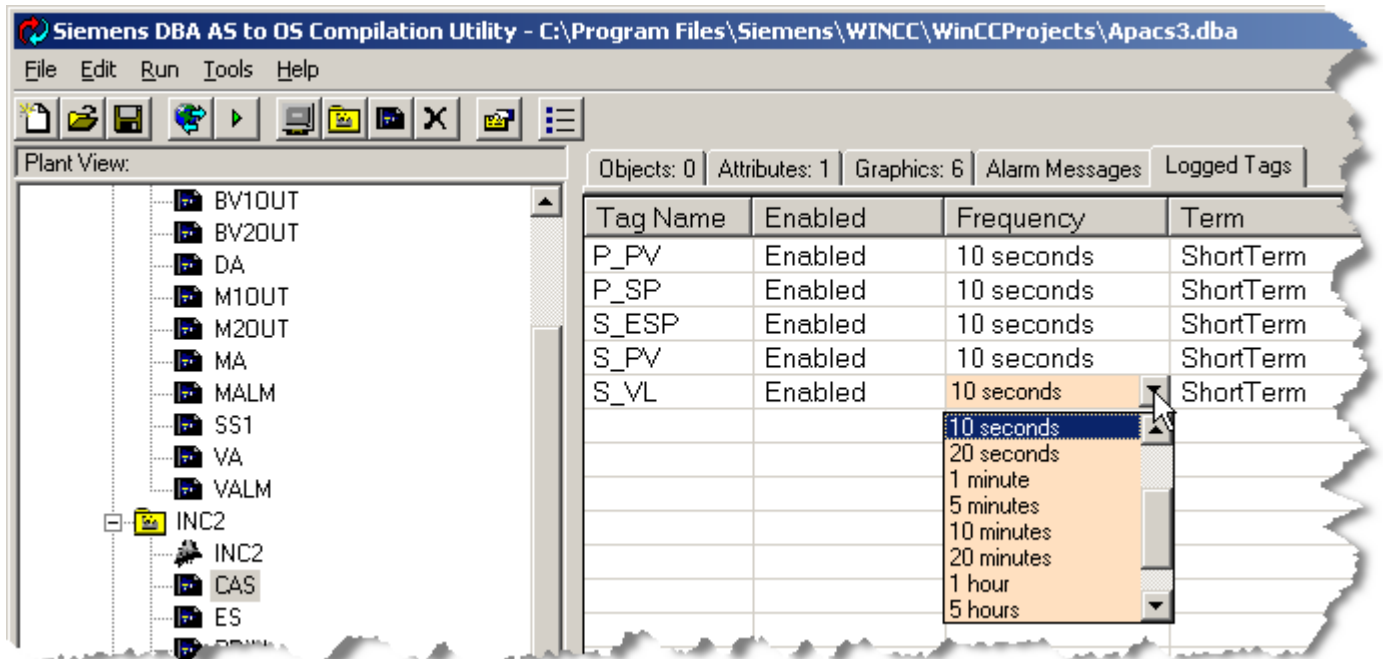 Siemens DBA AS to OS Compilation Utility - C:\Program Files\Siemens\WINCC\WinCCProjects\Apacs3.dba
File Edit Run Tools Help
Plant View:
BV1OUT
BV2OUT
DA
M1OUT
M2OUT
MA
MALM
SS1
VA
VALM
INC2
INC2
CAS
ES
Objects: 0 Attributes: 1 Graphics: 6 Alarm Messages Logged Tags
Tag Name Enabled Frequency Term
P_PV Enabled 10 seconds ShortTerm
P_SP Enabled 10 seconds ShortTerm
S_ESP Enabled 10 seconds ShortTerm
S_PV Enabled 10 seconds ShortTerm
S_VL Enabled 10 seconds ShortTerm
10 seconds
20 seconds
1 minute
5 minutes
10 minutes
20 minutes
1 hour
5 hours